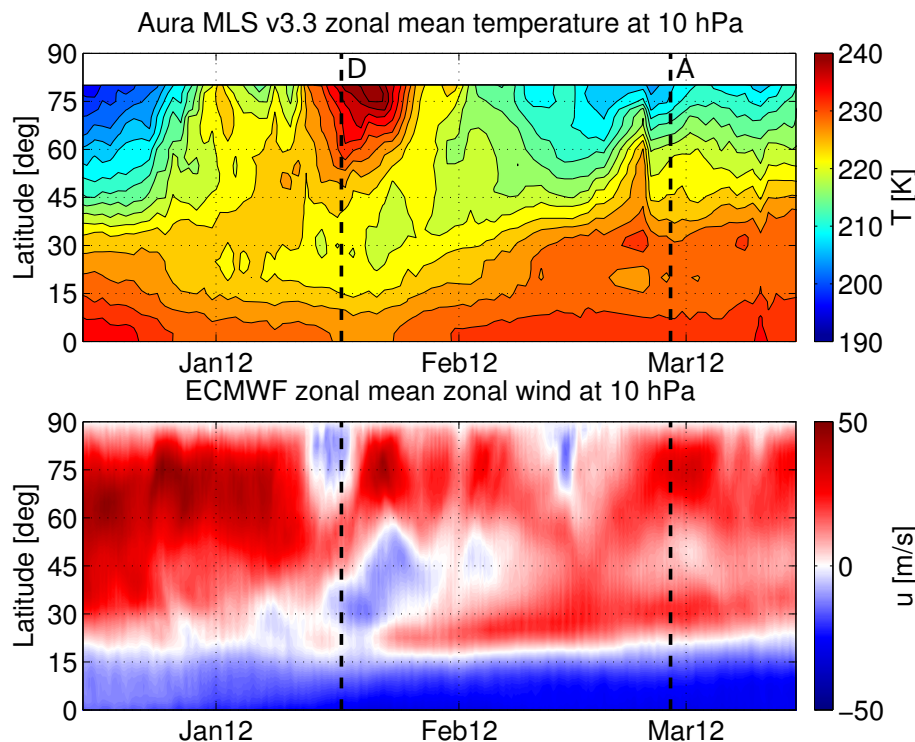 Aura MLS v3.3 zonal mean temperature at 10 hPa
D
A
90
75
60
45
30
15
0
Latitude [deg]
Jan12
Feb12
Mar12
240
230
220
210
200
190
T [K]
ECMWF zonal mean zonal wind at 10 hPa
90
75
60
45
30
15
0
Latitude [deg]
Jan12
Feb12
Mar12
50
0
−50
u [m/s]